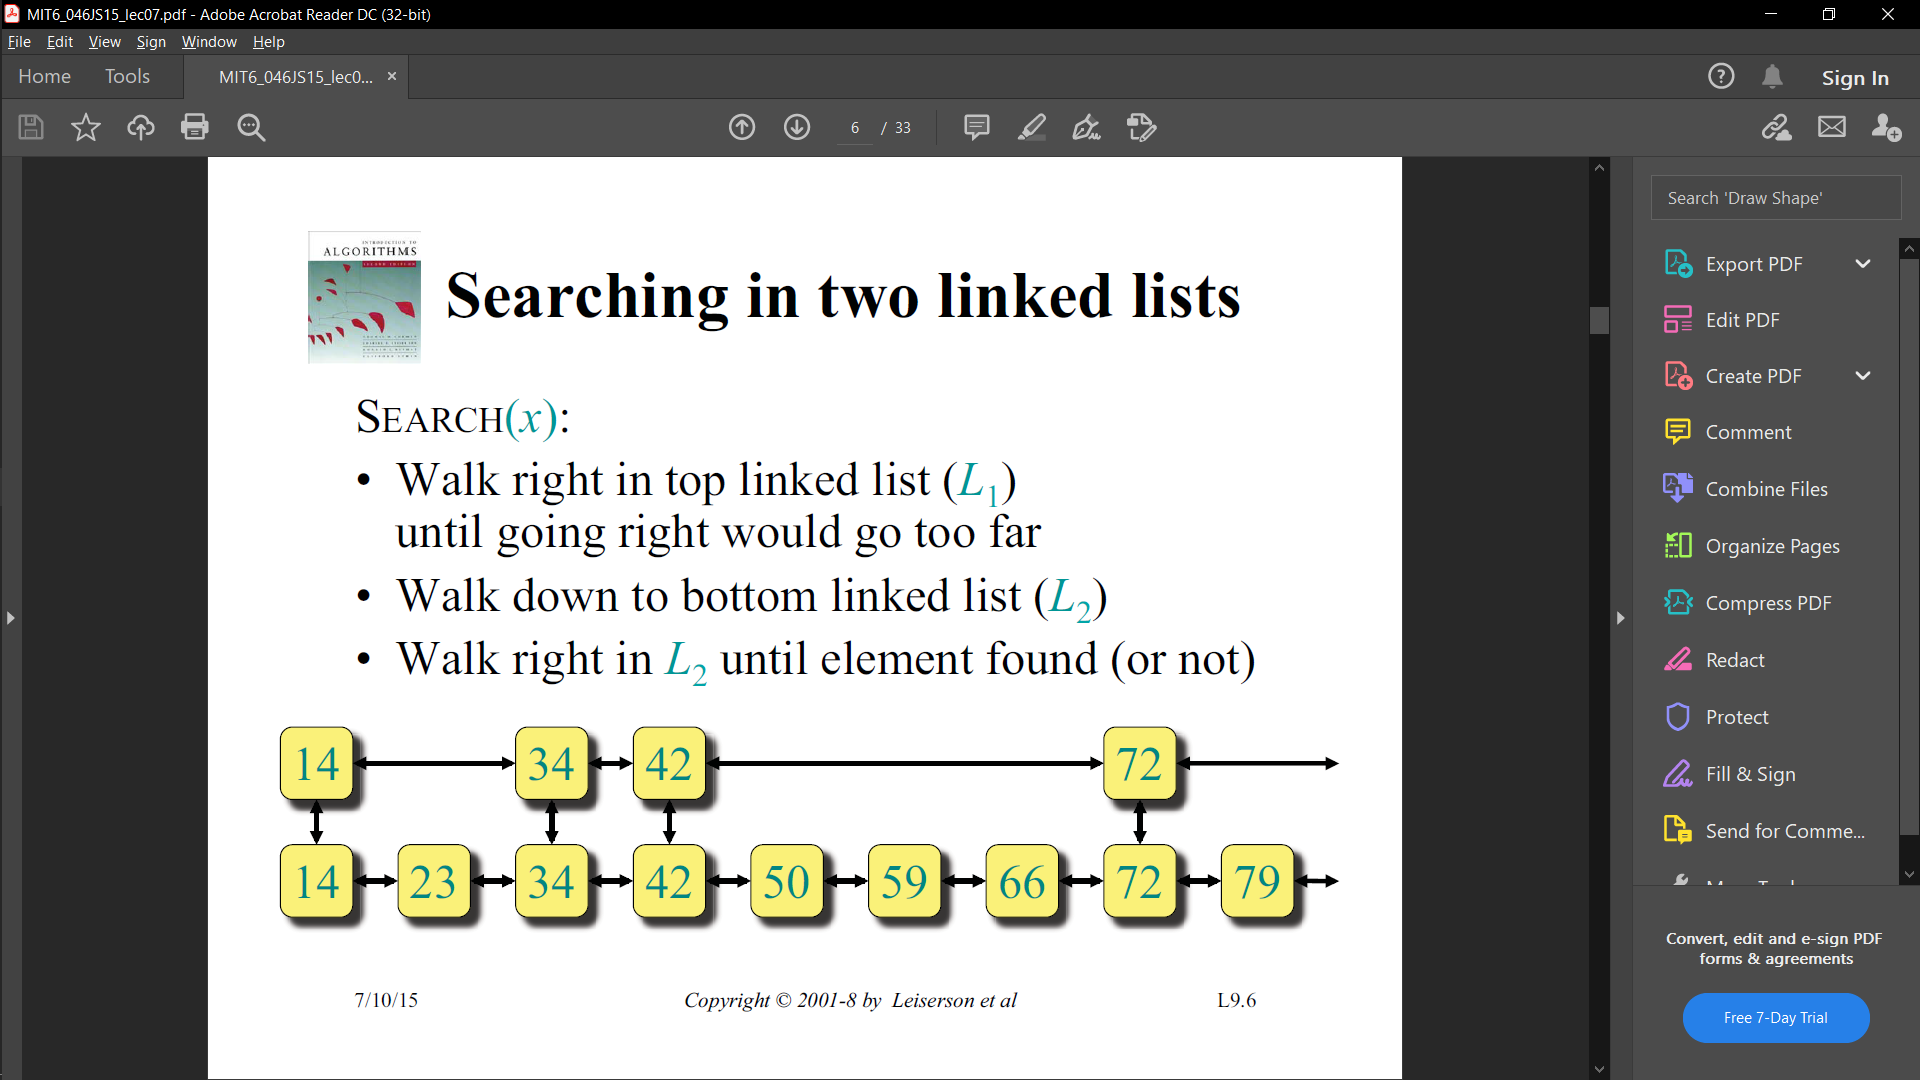 MIT6_046JS15_lec07.pdf - Adobe Acrobat Reader DC (32-bit)
File Edit View Sign Window Help
Home Tools MIT6_046JS15_lec0... × Sign In
6 / 33
Search 'Draw Shape'
INTRODUCTION TO
ALGORITHMS
Searching in two linked lists
SEARCH(x):
• Walk right in top linked list (L1)
until going right would go too far
• Walk down to bottom linked list (L2)
• Walk right in L2 until element found (or not)
14 34 42 72
14 23 34 42 50 59 66 72 79
7/10/15 Copyright © 2001-8 by Leiserson et al L9.6
Export PDF
Edit PDF
Create PDF
Comment
Combine Files
Organize Pages
Compress PDF
Redact
Protect
Fill & Sign
Send for Comme...
Convert, edit and e-sign PDF
forms & agreements
Free 7-Day Trial